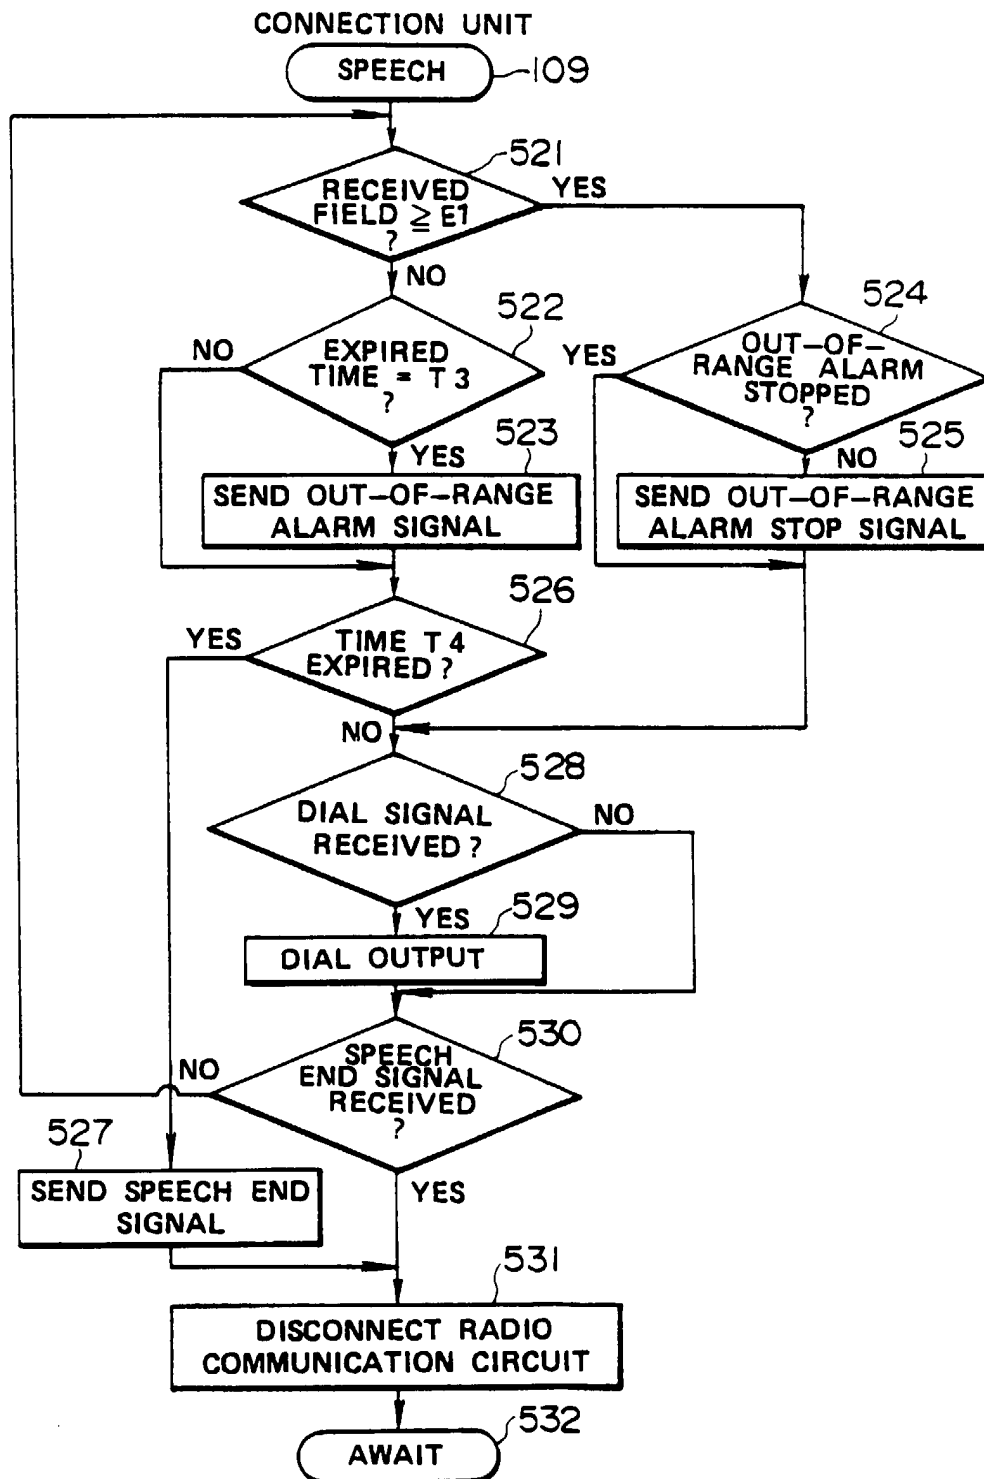 CONNECTION UNIT
SPEECH
109
521
RECEIVED
FIELD ≧ E1
?
YES
NO
522
EXPIRED
TIME = T3
?
NO
YES
523
SEND OUT-OF-RANGE
ALARM SIGNAL
524
OUT-OF-
RANGE ALARM
STOPPED
?
YES
NO
525
SEND OUT-OF-RANGE
ALARM STOP SIGNAL
526
TIME T4
EXPIRED ?
YES
NO
528
DIAL SIGNAL
RECEIVED ?
NO
YES
529
DIAL OUTPUT
530
SPEECH
END SIGNAL
RECEIVED
?
NO
YES
527
SEND SPEECH END
SIGNAL
531
DISCONNECT RADIO
COMMUNICATION CIRCUIT
532
AWAIT